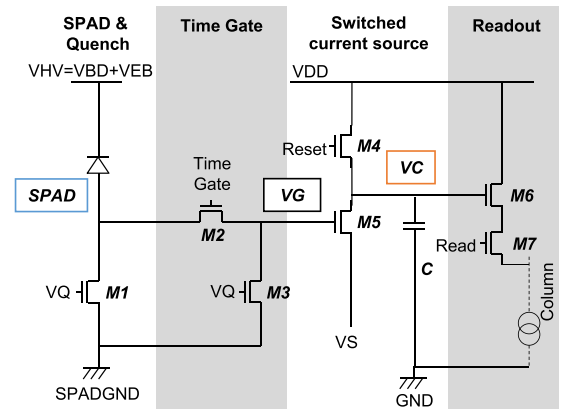 SPAD &
Quench
Time Gate
Switched
current source
Readout
VHV=VBD+VEB
VDD
Reset
M4
VC
Time
Gate
SPAD
VG
M6
M5
M2
Read
M7
C
VQ
M1
VQ
M3
Column
VS
SPADGND
GND